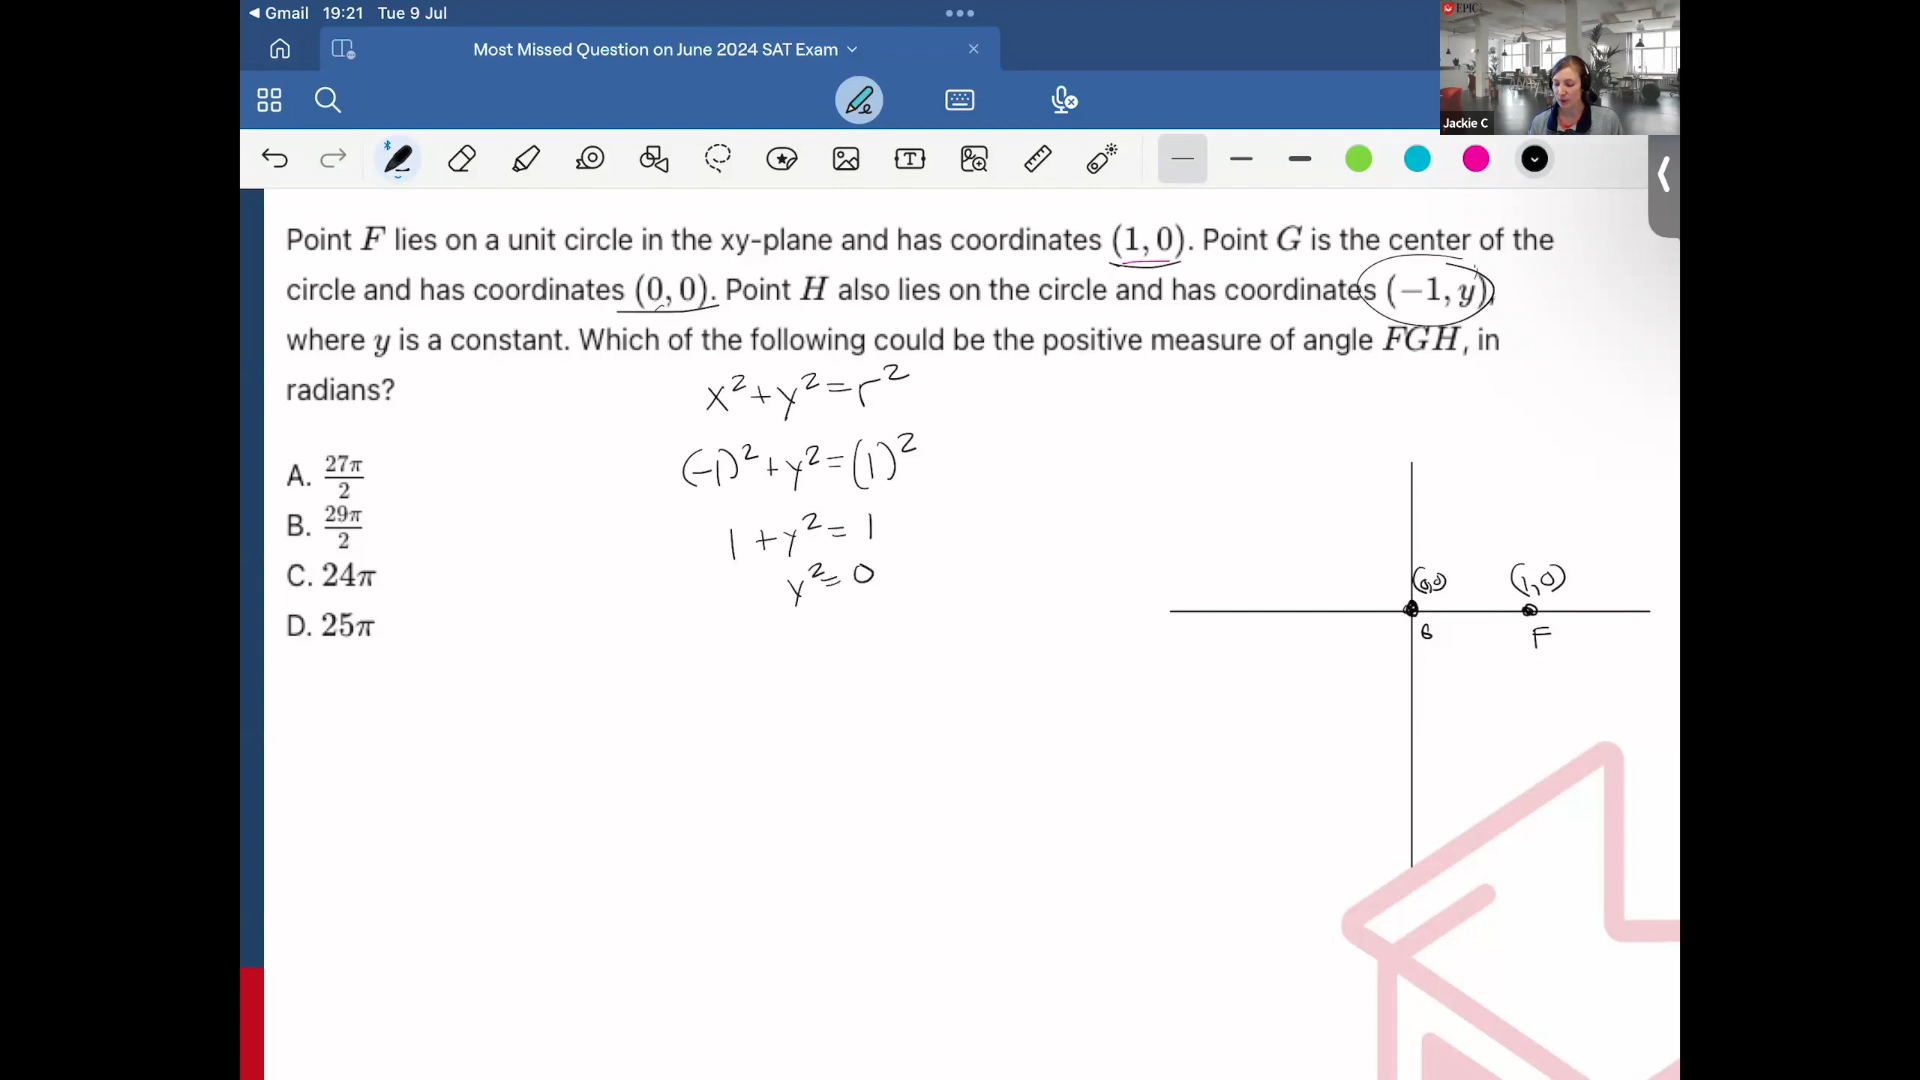 Gmail 19:21 Tue 9 Jul
Most Missed Question on June 2024 SAT Exam
EPIC
Jackie C
T
Point F lies on a unit circle in the xy-plane and has coordinates (1, 0). Point G is the center of the
circle and has coordinates (0, 0). Point H also lies on the circle and has coordinates (−1, y),
where y is a constant. Which of the following could be the positive measure of angle FGH, in
radians?
x² + y² = r²
(-1)² + y² = (1)²
1 + y² = 1
y² = 0
A. 27π/2
B. 29π/2
C. 24π
D. 25π
(0,0) (1,0)
G F